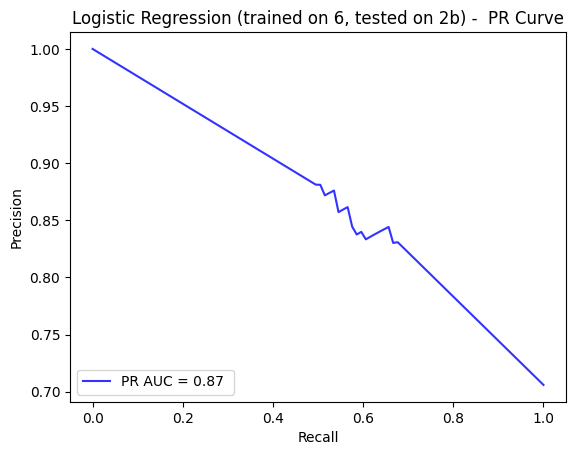 Logistic Regression (trained on 6, tested on 2b) -  PR Curve
1.00
0.95
0.90
0.85
0.80
0.75
0.70
Precision
PR AUC = 0.87
0.0 0.2 0.4 0.6 0.8 1.0
Recall